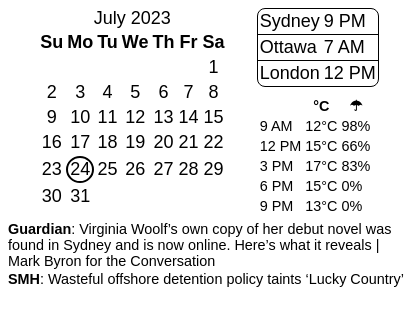 July 2023
Su Mo Tu We Th Fr Sa
1
2 3 4 5 6 7 8
9 10 11 12 13 14 15
16 17 18 19 20 21 22
23 24 25 26 27 28 29
30 31
Sydney 9 PM
Ottawa 7 AM
London 12 PM
°C ☂
9 AM 12°C 98%
12 PM 15°C 66%
3 PM 17°C 83%
6 PM 15°C 0%
9 PM 13°C 0%
Guardian: Virginia Woolf’s own copy of her debut novel was
found in Sydney and is now online. Here’s what it reveals |
Mark Byron for the Conversation
SMH: Wasteful offshore detention policy taints ‘Lucky Country’